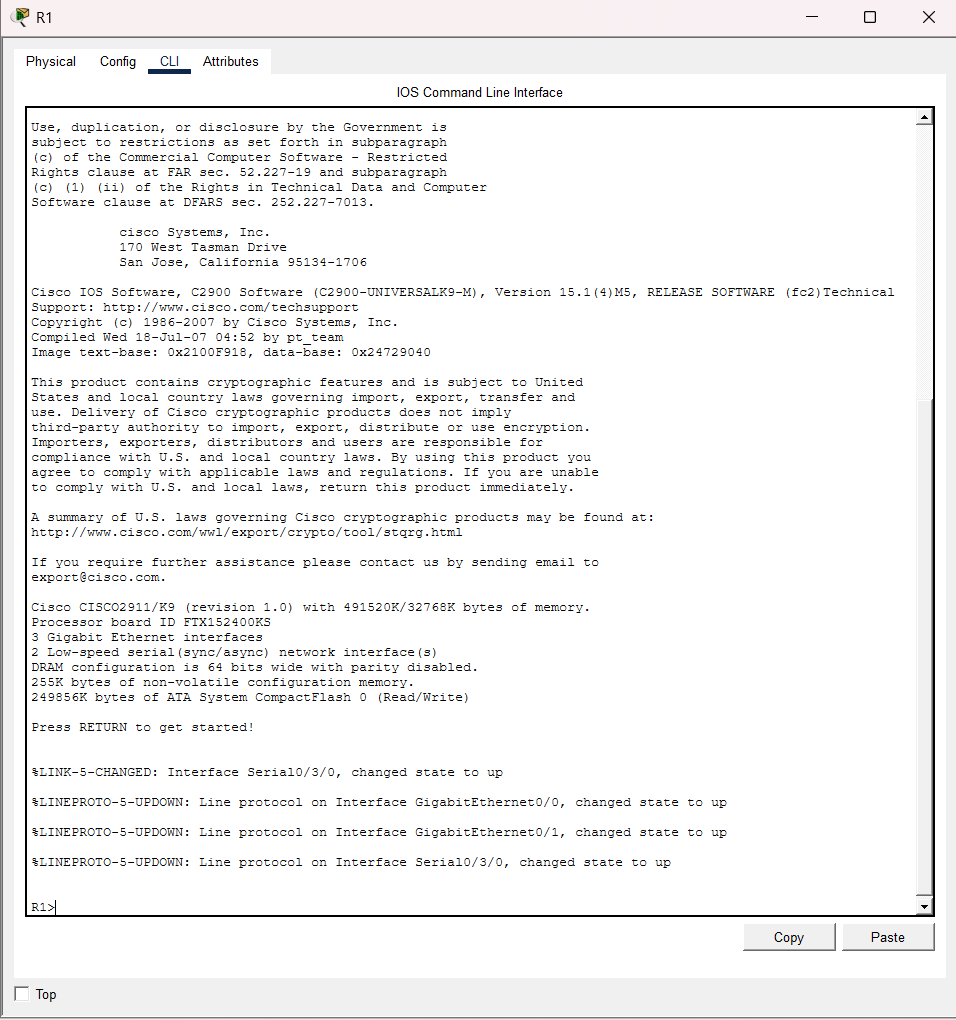 R1
Physical Config CLI Attributes
IOS Command Line Interface
Use, duplication, or disclosure by the Government is
subject to restrictions as set forth in subparagraph
(c) of the Commercial Computer Software - Restricted
Rights clause at FAR sec. 52.227-19 and subparagraph
(c) (1) (ii) of the Rights in Technical Data and Computer
Software clause at DFARS sec. 252.227-7013.
cisco Systems, Inc.
170 West Tasman Drive
San Jose, California 95134-1706
Cisco IOS Software, C2900 Software (C2900-UNIVERSALK9-M), Version 15.1(4)M5, RELEASE SOFTWARE (fc2)Technical
Support: http://www.cisco.com/techsupport
Copyright (c) 1986-2007 by Cisco Systems, Inc.
Compiled Wed 18-Jul-07 04:52 by pt_team
Image text-base: 0x2100F918, data-base: 0x24729040
This product contains cryptographic features and is subject to United
States and local country laws governing import, export, transfer and
use. Delivery of Cisco cryptographic products does not imply
third-party authority to import, export, distribute or use encryption.
Importers, exporters, distributors and users are responsible for
compliance with U.S. and local country laws. By using this product you
agree to comply with applicable laws and regulations. If you are unable
to comply with U.S. and local laws, return this product immediately.
A summary of U.S. laws governing Cisco cryptographic products may be found at:
http://www.cisco.com/wwl/export/crypto/tool/stqrg.html
If you require further assistance please contact us by sending email to
export@cisco.com.
Cisco CISCO2911/K9 (revision 1.0) with 491520K/32768K bytes of memory.
Processor board ID FTX152400KS
3 Gigabit Ethernet interfaces
2 Low-speed serial(sync/async) network interface(s)
DRAM configuration is 64 bits wide with parity disabled.
255K bytes of non-volatile configuration memory.
249856K bytes of ATA System CompactFlash 0 (Read/Write)
Press RETURN to get started!
%LINK-5-CHANGED: Interface Serial0/3/0, changed state to up
%LINEPROTO-5-UPDOWN: Line protocol on Interface GigabitEthernet0/0, changed state to up
%LINEPROTO-5-UPDOWN: Line protocol on Interface GigabitEthernet0/1, changed state to up
%LINEPROTO-5-UPDOWN: Line protocol on Interface Serial0/3/0, changed state to up
R1>
Copy Paste
Top